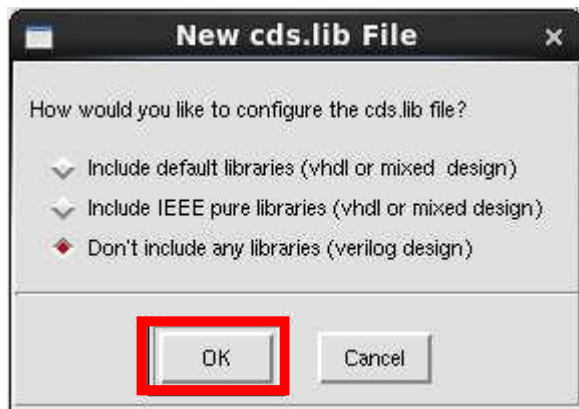 New cds.lib File
How would you like to configure the cds.lib file?
Include default libraries (vhdl or mixed design)
Include IEEE pure libraries (vhdl or mixed design)
Don't include any libraries (verilog design)
OK Cancel